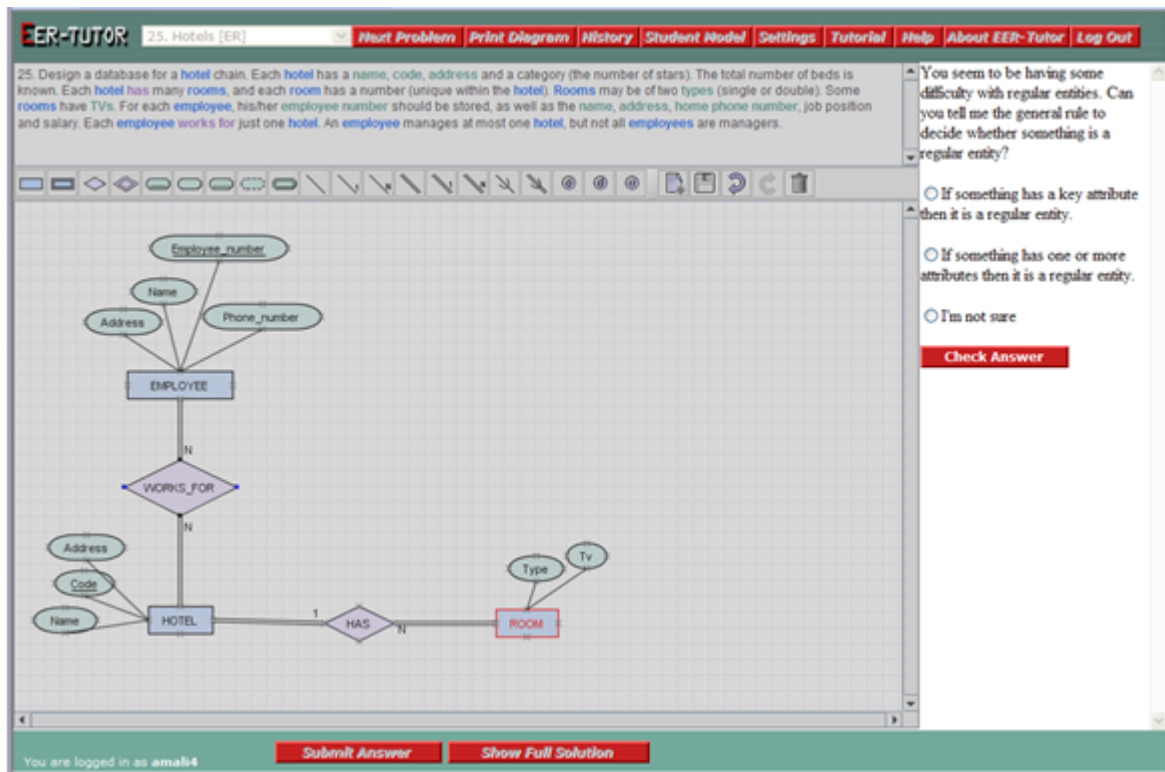 EER-TUTOR 25. Hotels [ER] Next Problem Print Diagram History Student Model Settings Tutorial Help About EER-Tutor Log Out
25. Design a database for a hotel chain. Each hotel has a name, code, address and a category (the number of stars). The total number of beds is
known. Each hotel has many rooms, and each room has a number (unique within the hotel). Rooms may be of two types (single or double). Some
rooms have TVs. For each employee, his/her employee number should be stored, as well as the name, address, home phone number, job position
and salary. Each employee works for just one hotel. An employee manages at most one hotel, but not all employees are managers.
You seem to be having some
difficulty with regular entities. Can
you tell me the general rule to
decide whether something is a
regular entity?
If something has a key attribute
then it is a regular entity.
If something has one or more
attributes then it is a regular entity.
I'm not sure
Check Answer
Employee_number
Name
Address
Phone_number
EMPLOYEE
N
WORKS_FOR
N
Address
Code
Name
HOTEL
1
HAS
N
Type
Tv
ROOM
Submit Answer Show Full Solution
You are logged in as amali4